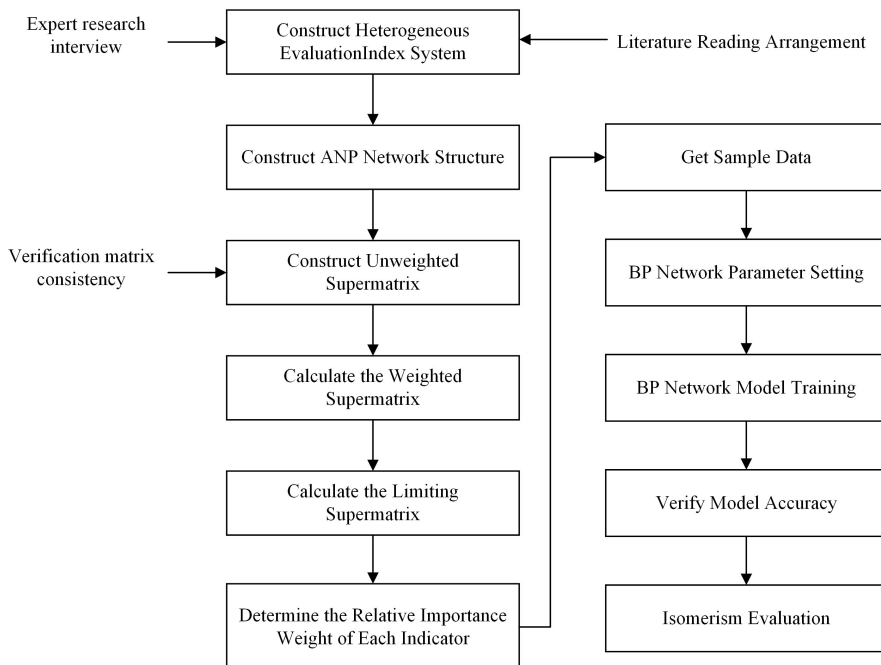 Expert research
interview
Construct Heterogeneous
EvaluationIndex System
Literature Reading Arrangement
Construct ANP Network Structure
Verification matrix
consistency
Construct Unweighted
Supermatrix
Calculate the Weighted
Supermatrix
Calculate the Limiting
Supermatrix
Determine the Relative Importance
Weight of Each Indicator
Get Sample Data
BP Network Parameter Setting
BP Network Model Training
Verify Model Accuracy
Isomerism Evaluation